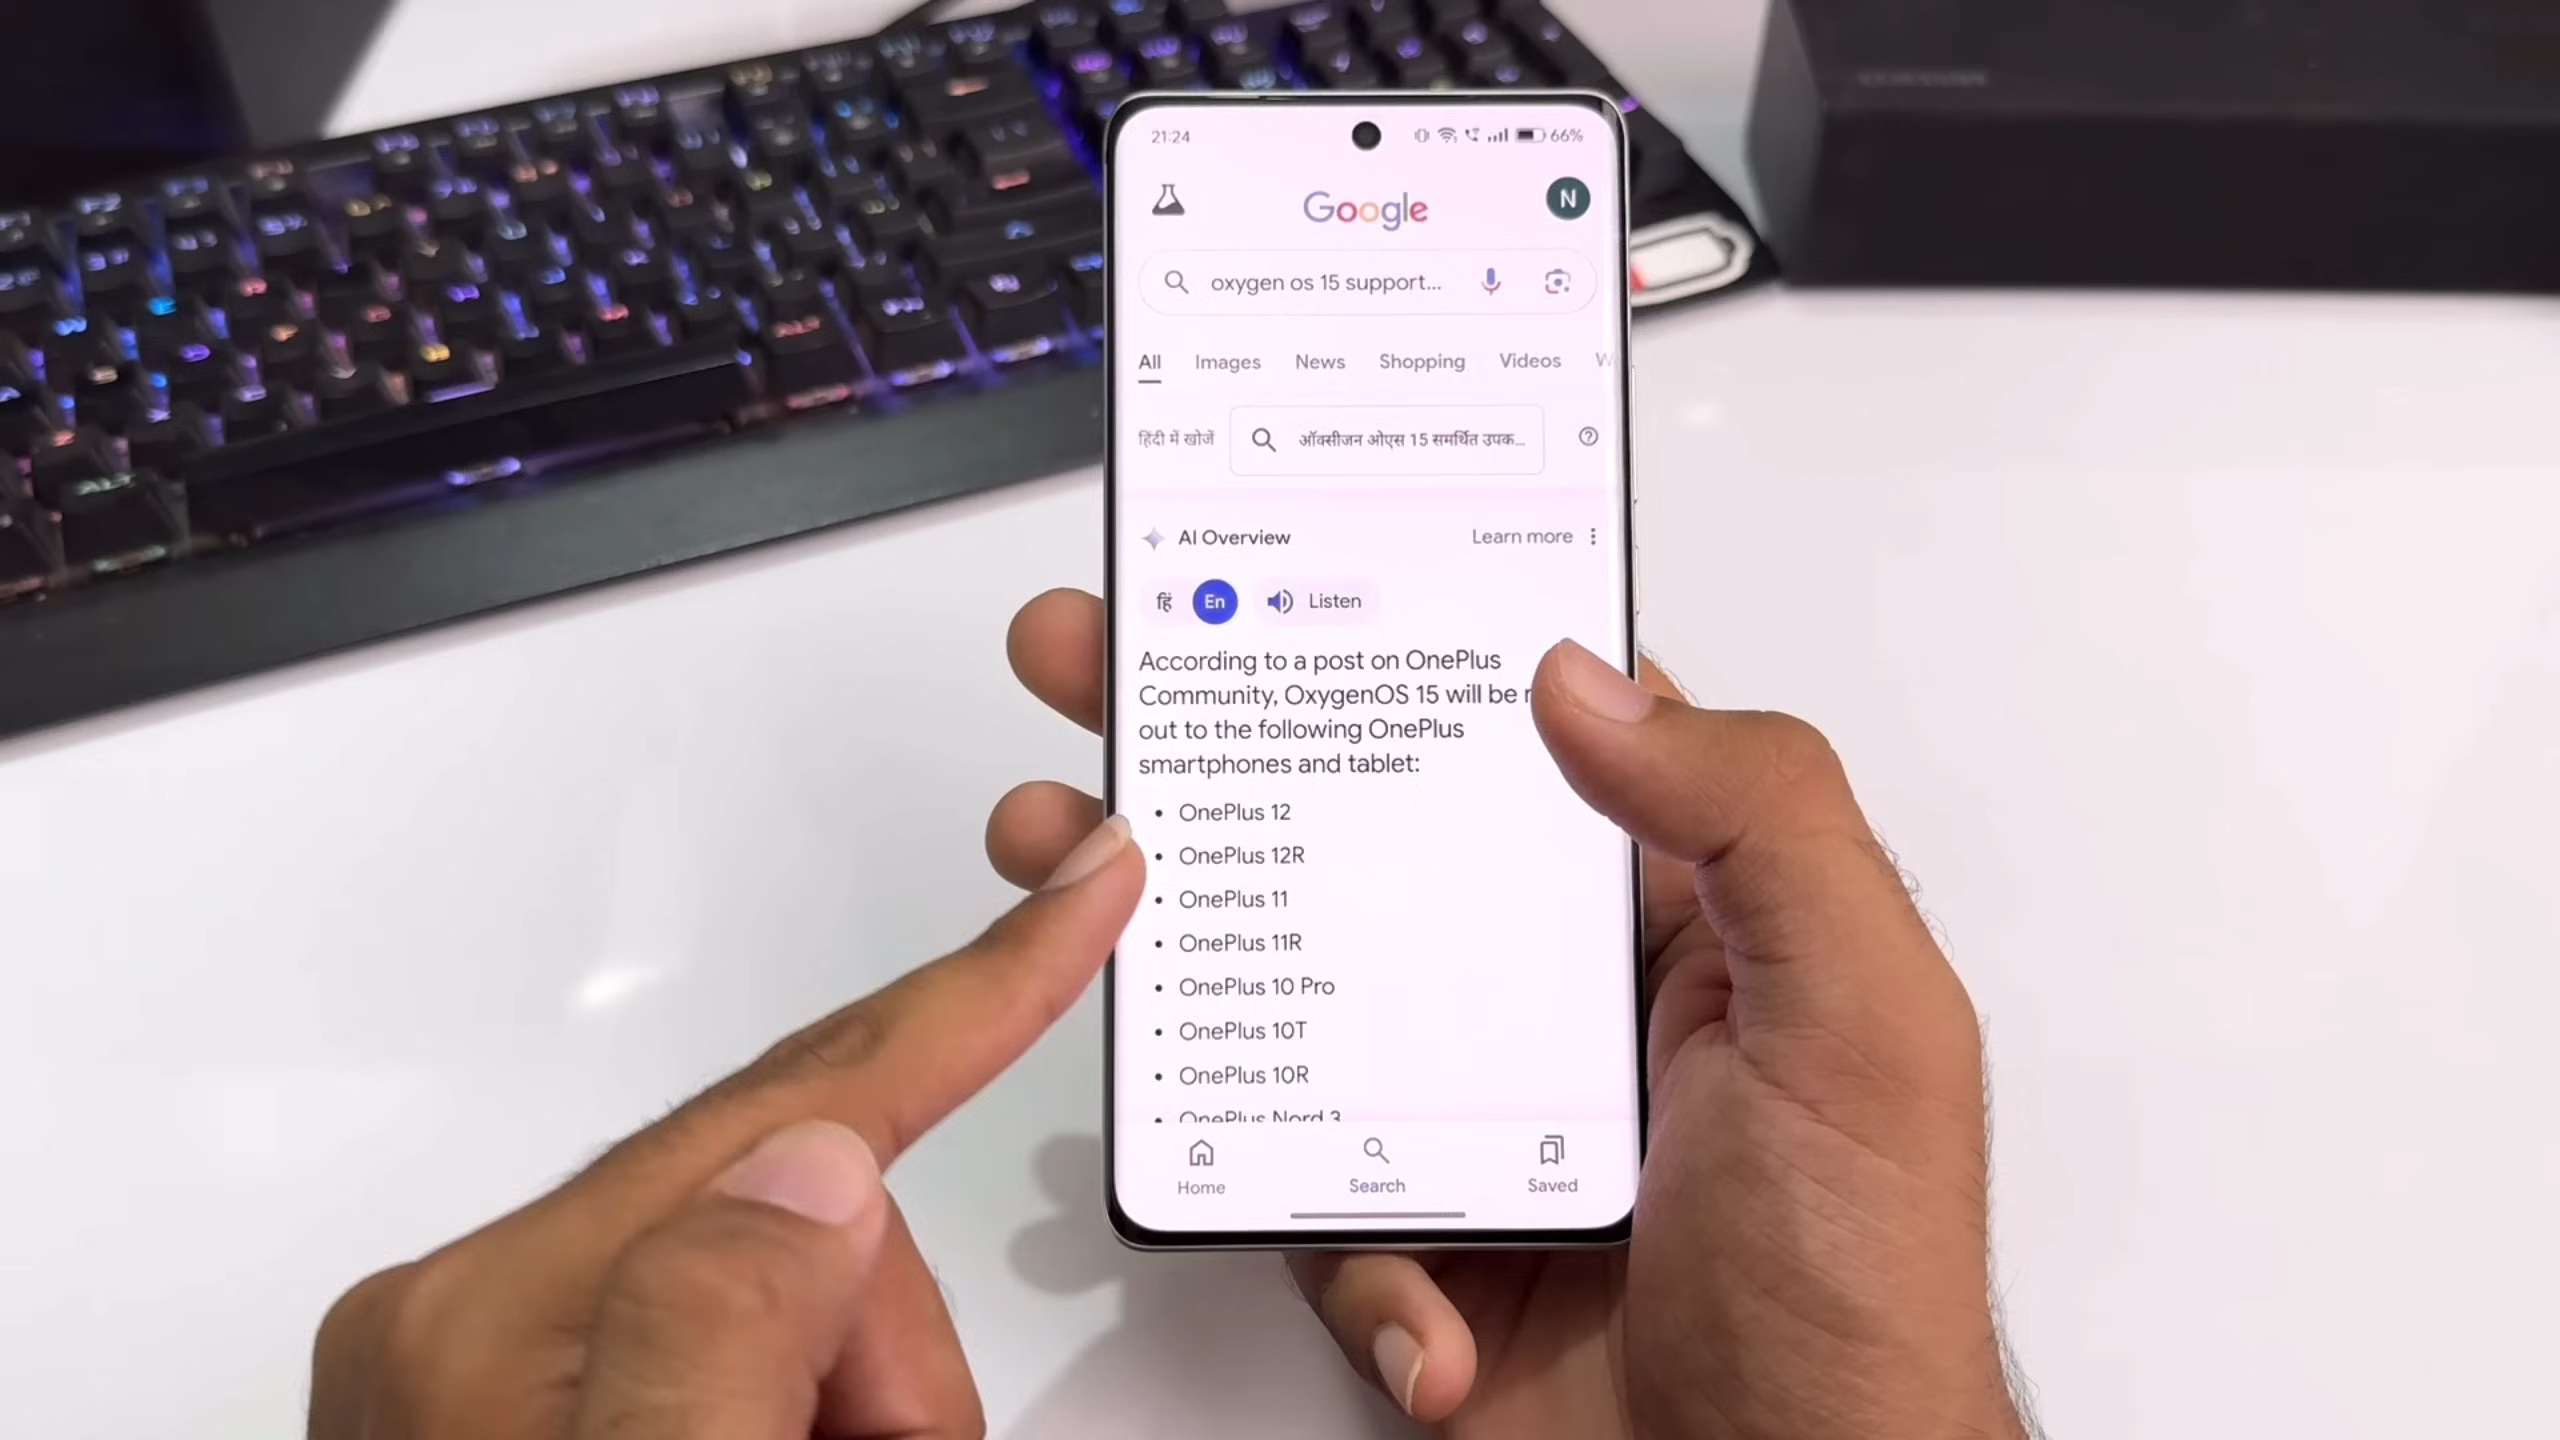 21:24
66%
Google
N
oxygen os 15 support...
All Images News Shopping Videos
हिंदी में खोजें
ऑक्सीजन ओएस 15 समर्थित उपक...
AI Overview
Learn more
हिं En Listen
According to a post on OnePlus
Community, OxygenOS 15 will be
out to the following OnePlus
smartphones and tablet:
• OnePlus 12
• OnePlus 12R
• OnePlus 11
• OnePlus 11R
• OnePlus 10 Pro
• OnePlus 10T
• OnePlus 10R
• OnePlus Nord 3
Home Search Saved